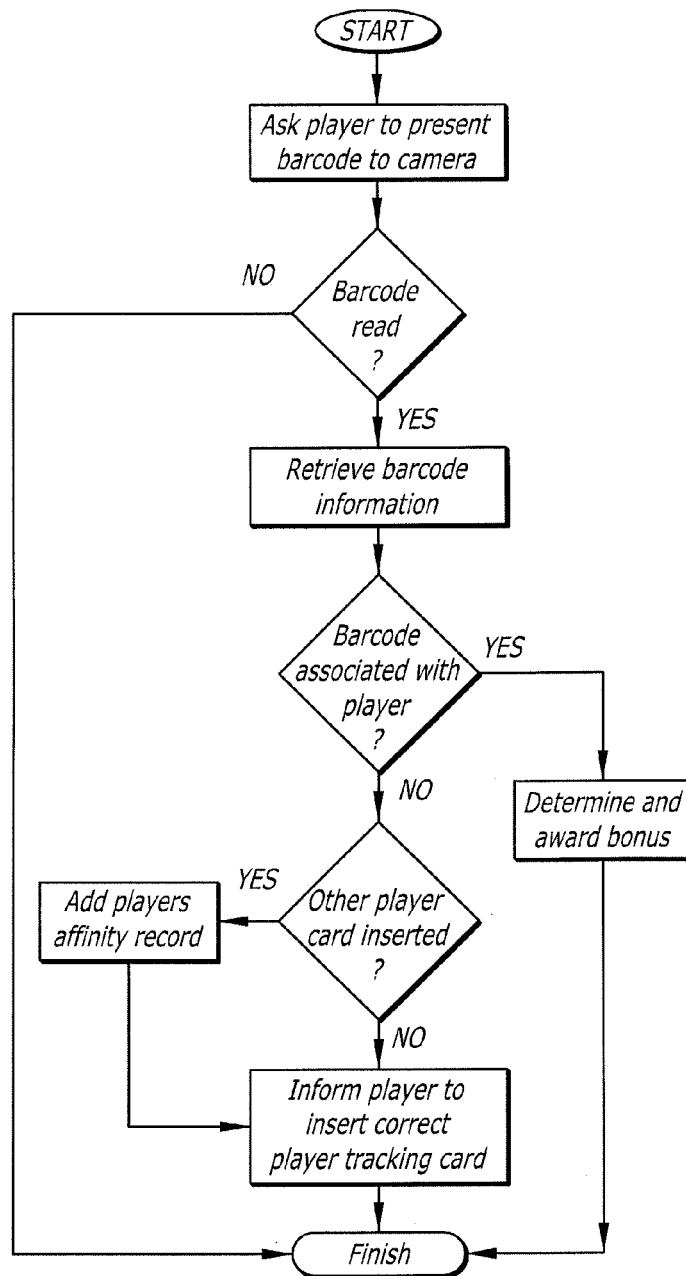 START
Ask player to present
barcode to camera
NO
Barcode
read
?
YES
Retrieve barcode
information
Barcode
associated with
player
?
YES
NO
Determine and
award bonus
Other player
card inserted
?
YES
Add players
affinity record
NO
Inform player to
insert correct
player tracking card
Finish